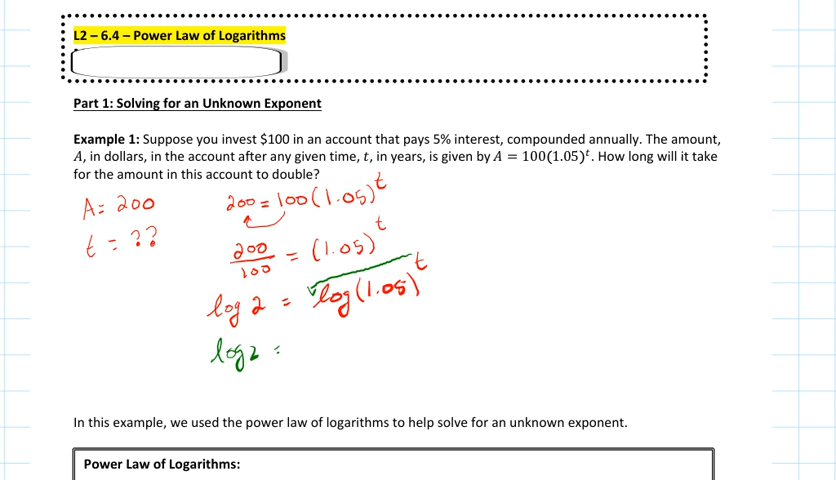 L2 – 6.4 – Power Law of Logarithms
Part 1: Solving for an Unknown Exponent
Example 1: Suppose you invest $100 in an account that pays 5% interest, compounded annually. The amount,
A, in dollars, in the account after any given time, t, in years, is given by A = 100(1.05)ᵗ. How long will it take
for the amount in this account to double?
A= 200
t = ??
200 = 100(1.05)ᵗ
200/100 = (1.05)ᵗ
log 2 = log(1.05)ᵗ
log2 =
In this example, we used the power law of logarithms to help solve for an unknown exponent.
Power Law of Logarithms: